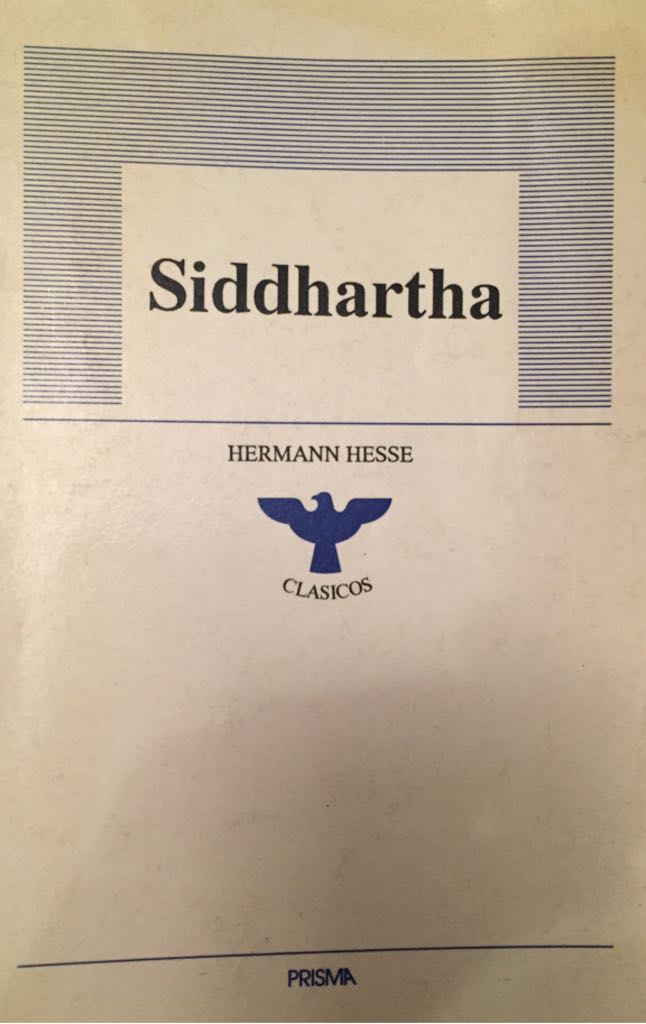 Siddhartha
HERMANN HESSE
CLASICOS
PRISMA